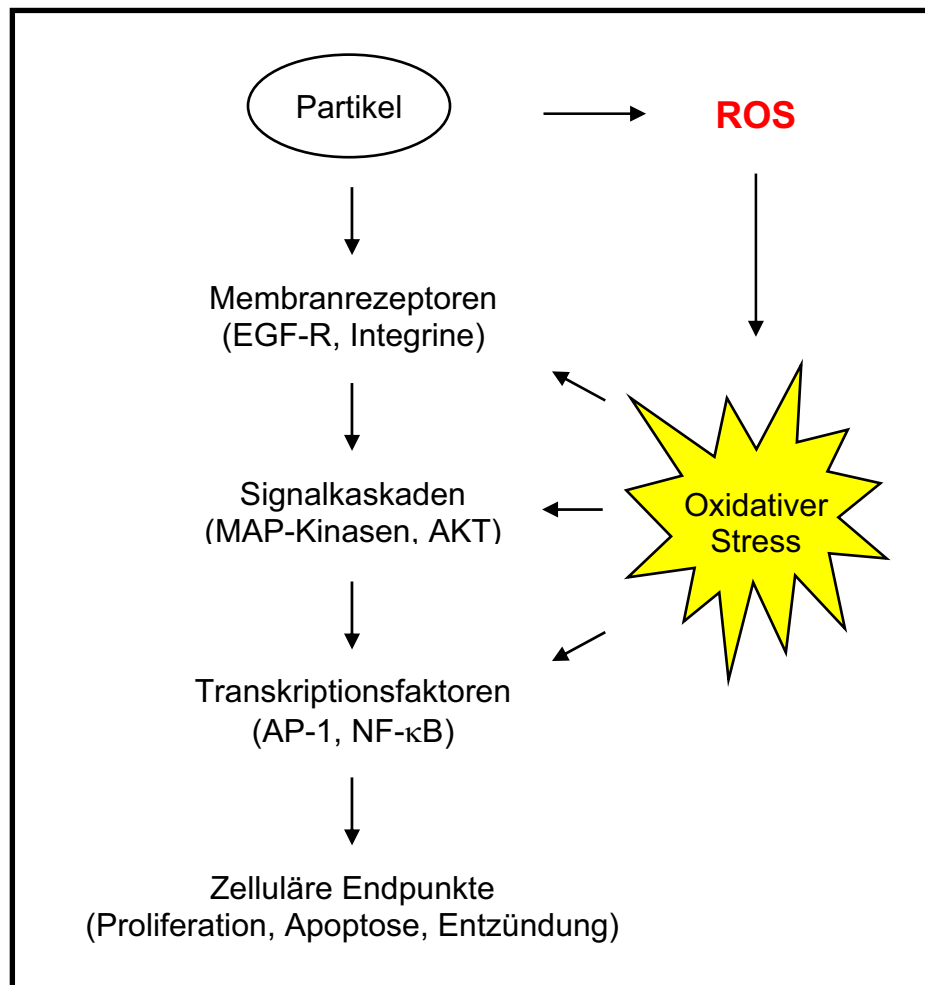 Partikel
ROS
Membranrezeptoren
(EGF-R, Integrine)
Signalkaskaden
(MAP-Kinasen, AKT)
Oxidativer
Stress
Transkriptionsfaktoren
(AP-1, NF-κB)
Zelluläre Endpunkte
(Proliferation, Apoptose, Entzündung)